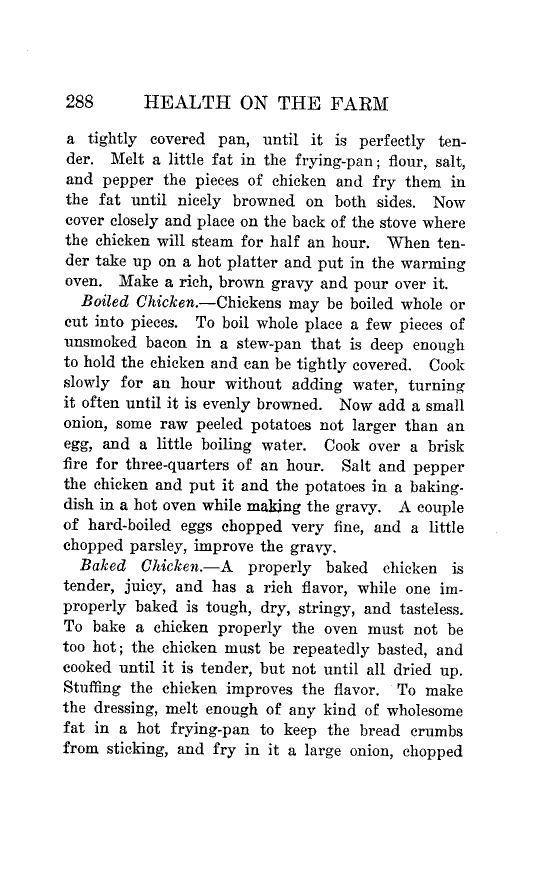 288 HEALTH ON THE FARM
a tightly covered pan, until it is perfectly ten-
der. Melt a little fat in the frying-pan; flour, salt,
and pepper the pieces of chicken and fry them in
the fat until nicely browned on both sides. Now
cover closely and place on the back of the stove where
the chicken will steam for half an hour. When ten-
der take up on a hot platter and put in the warming
oven. Make a rich, brown gravy and pour over it.
Boiled Chicken.—Chickens may be boiled whole or
cut into pieces. To boil whole place a few pieces of
unsmoked bacon in a stew-pan that is deep enough
to hold the chicken and can be tightly covered. Cook
slowly for an hour without adding water, turning
it often until it is evenly browned. Now add a small
onion, some raw peeled potatoes not larger than an
egg, and a little boiling water. Cook over a brisk
fire for three-quarters of an hour. Salt and pepper
the chicken and put it and the potatoes in a baking-
dish in a hot oven while making the gravy. A couple
of hard-boiled eggs chopped very fine, and a little
chopped parsley, improve the gravy.
Baked Chicken.—A properly baked chicken is
tender, juicy, and has a rich flavor, while one im-
properly baked is tough, dry, stringy, and tasteless.
To bake a chicken properly the oven must not be
too hot; the chicken must be repeatedly basted, and
cooked until it is tender, but not until all dried up.
Stuffing the chicken improves the flavor. To make
the dressing, melt enough of any kind of wholesome
fat in a hot frying-pan to keep the bread crumbs
from sticking, and fry in it a large onion, chopped